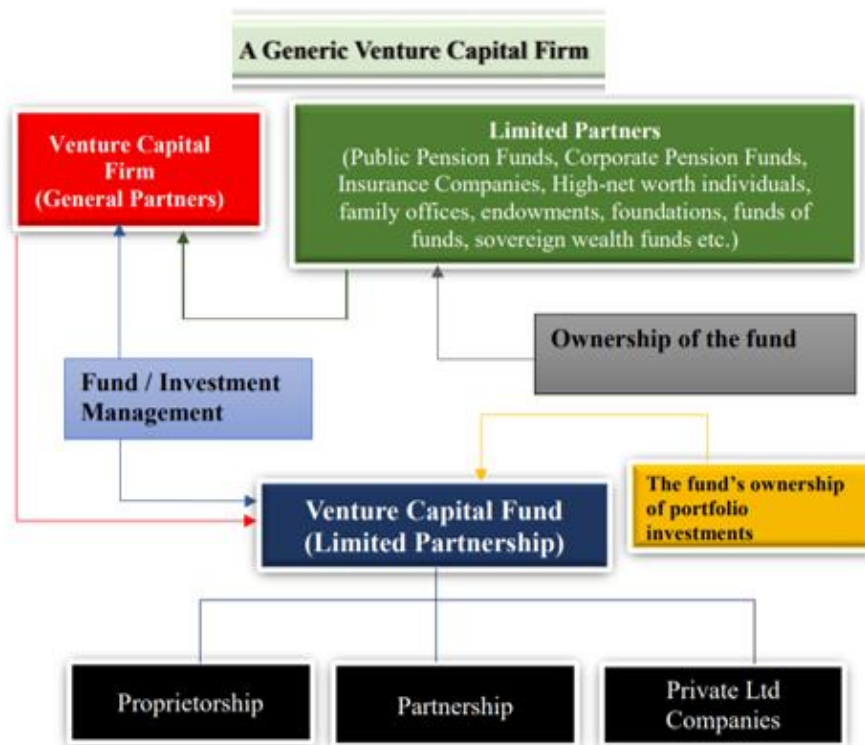 A Generic Venture Capital Firm
Venture Capital
Firm
(General Partners)
Limited Partners
(Public Pension Funds, Corporate Pension Funds,
Insurance Companies, High-net worth individuals,
family offices, endowments, foundations, funds of
funds, sovereign wealth funds etc.)
Ownership of the fund
Fund / Investment
Management
The fund's ownership
of portfolio
investments
Venture Capital Fund
(Limited Partnership)
Proprietorship
Partnership
Private Ltd
Companies